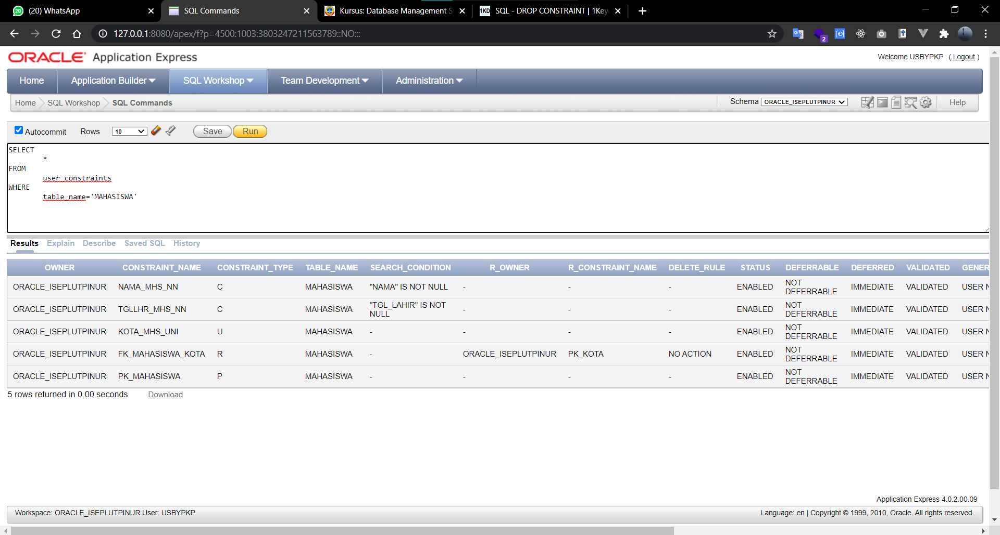 20 (20) WhatsApp
SQL Commands
Kursus: Database Management S
1KD SQL - DROP CONSTRAINT | 1Key
127.0.0.1:8080/apex/f?p=4500:1003:3803247211563789::NO:::
2
ORACLE® Application Express
Welcome USBYPKP ( Logout )
Home Application Builder SQL Workshop Team Development Administration
Home SQL Workshop SQL Commands
Schema ORACLE_ISEPLUTPINUR Help
Autocommit Rows 10 Save Run
SELECT
*
FROM
user_constraints
WHERE
table_name='MAHASISWA'
Results Explain Describe Saved SQL History
OWNER CONSTRAINT_NAME CONSTRAINT_TYPE TABLE_NAME SEARCH_CONDITION R_OWNER R_CONSTRAINT_NAME DELETE_RULE STATUS DEFERRABLE DEFERRED VALIDATED GENER
ORACLE_ISEPLUTPINUR NAMA_MHS_NN C MAHASISWA "NAMA" IS NOT NULL - - - ENABLED NOT DEFERRABLE IMMEDIATE VALIDATED USER N
ORACLE_ISEPLUTPINUR TGLLHR_MHS_NN C MAHASISWA "TGL_LAHIR" IS NOT NULL - - - ENABLED NOT DEFERRABLE IMMEDIATE VALIDATED USER N
ORACLE_ISEPLUTPINUR KOTA_MHS_UNI U MAHASISWA - - - - ENABLED NOT DEFERRABLE IMMEDIATE VALIDATED USER N
ORACLE_ISEPLUTPINUR FK_MAHASISWA_KOTA R MAHASISWA - ORACLE_ISEPLUTPINUR PK_KOTA NO ACTION ENABLED NOT DEFERRABLE IMMEDIATE VALIDATED USER N
ORACLE_ISEPLUTPINUR PK_MAHASISWA P MAHASISWA - - - - ENABLED NOT DEFERRABLE IMMEDIATE VALIDATED USER N
5 rows returned in 0.00 seconds Download
Application Express 4.0.2.00.09
Workspace: ORACLE_ISEPLUTPINUR User: USBYPKP
Language: en | Copyright © 1999, 2010, Oracle. All rights reserved.